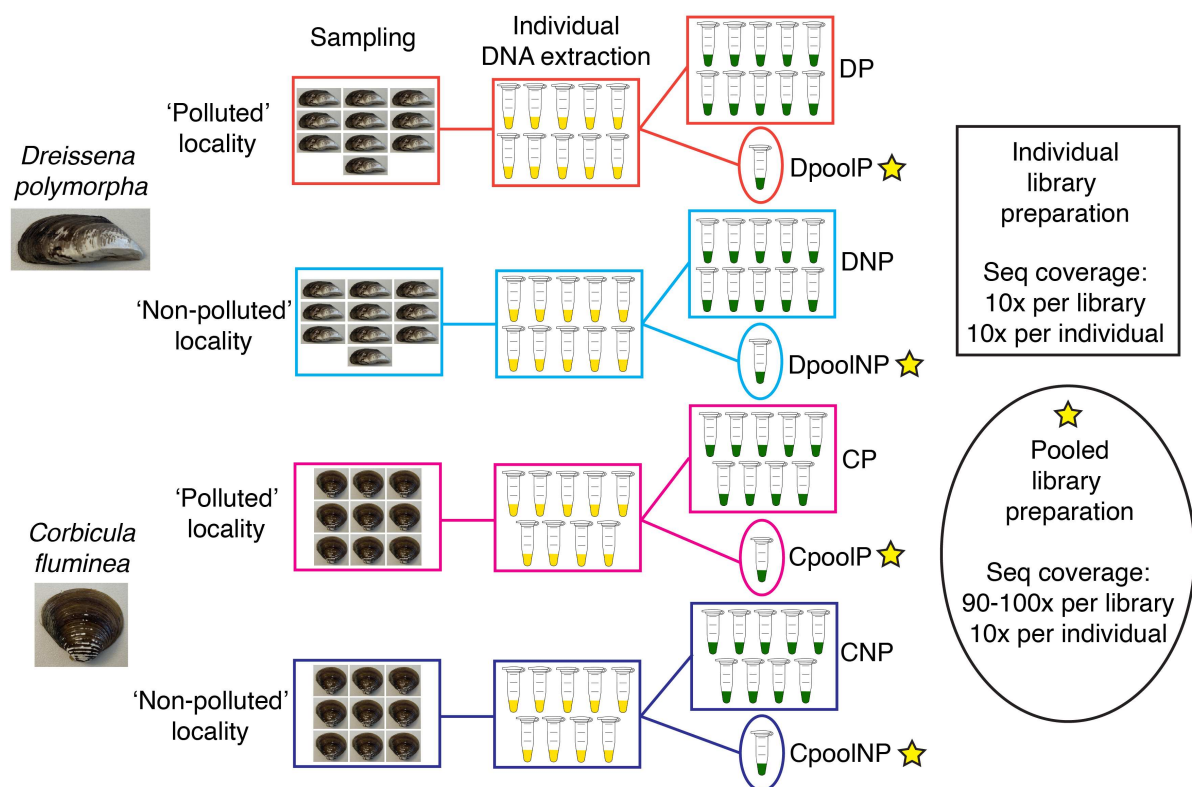 Sampling
Individual
DNA extraction
'Polluted'
locality
DP
DpoolP
Dreissena
polymorpha
'Non-polluted'
locality
DNP
DpoolNP
'Polluted'
locality
CP
CpoolP
Corbicula
fluminea
'Non-polluted'
locality
CNP
CpoolNP
Individual
library
preparation
Seq coverage:
10x per library
10x per individual
Pooled
library
preparation
Seq coverage:
90-100x per library
10x per individual